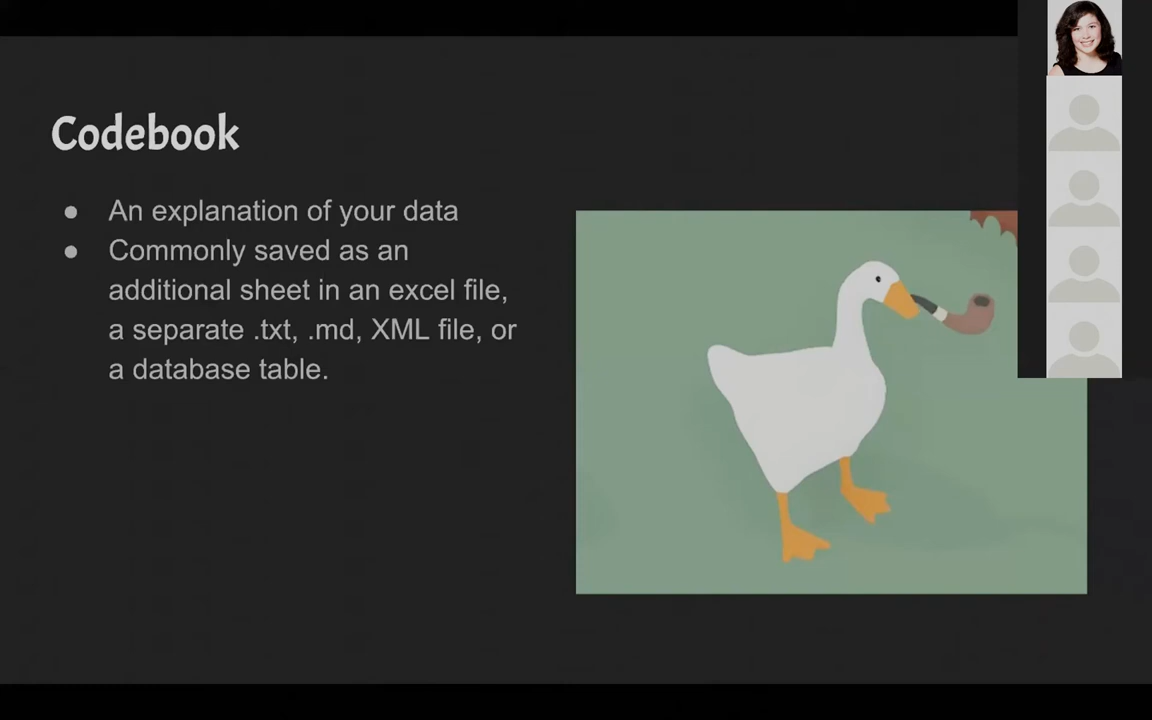 Codebook
● An explanation of your data
● Commonly saved as an
additional sheet in an excel file,
a separate .txt, .md, XML file, or
a database table.